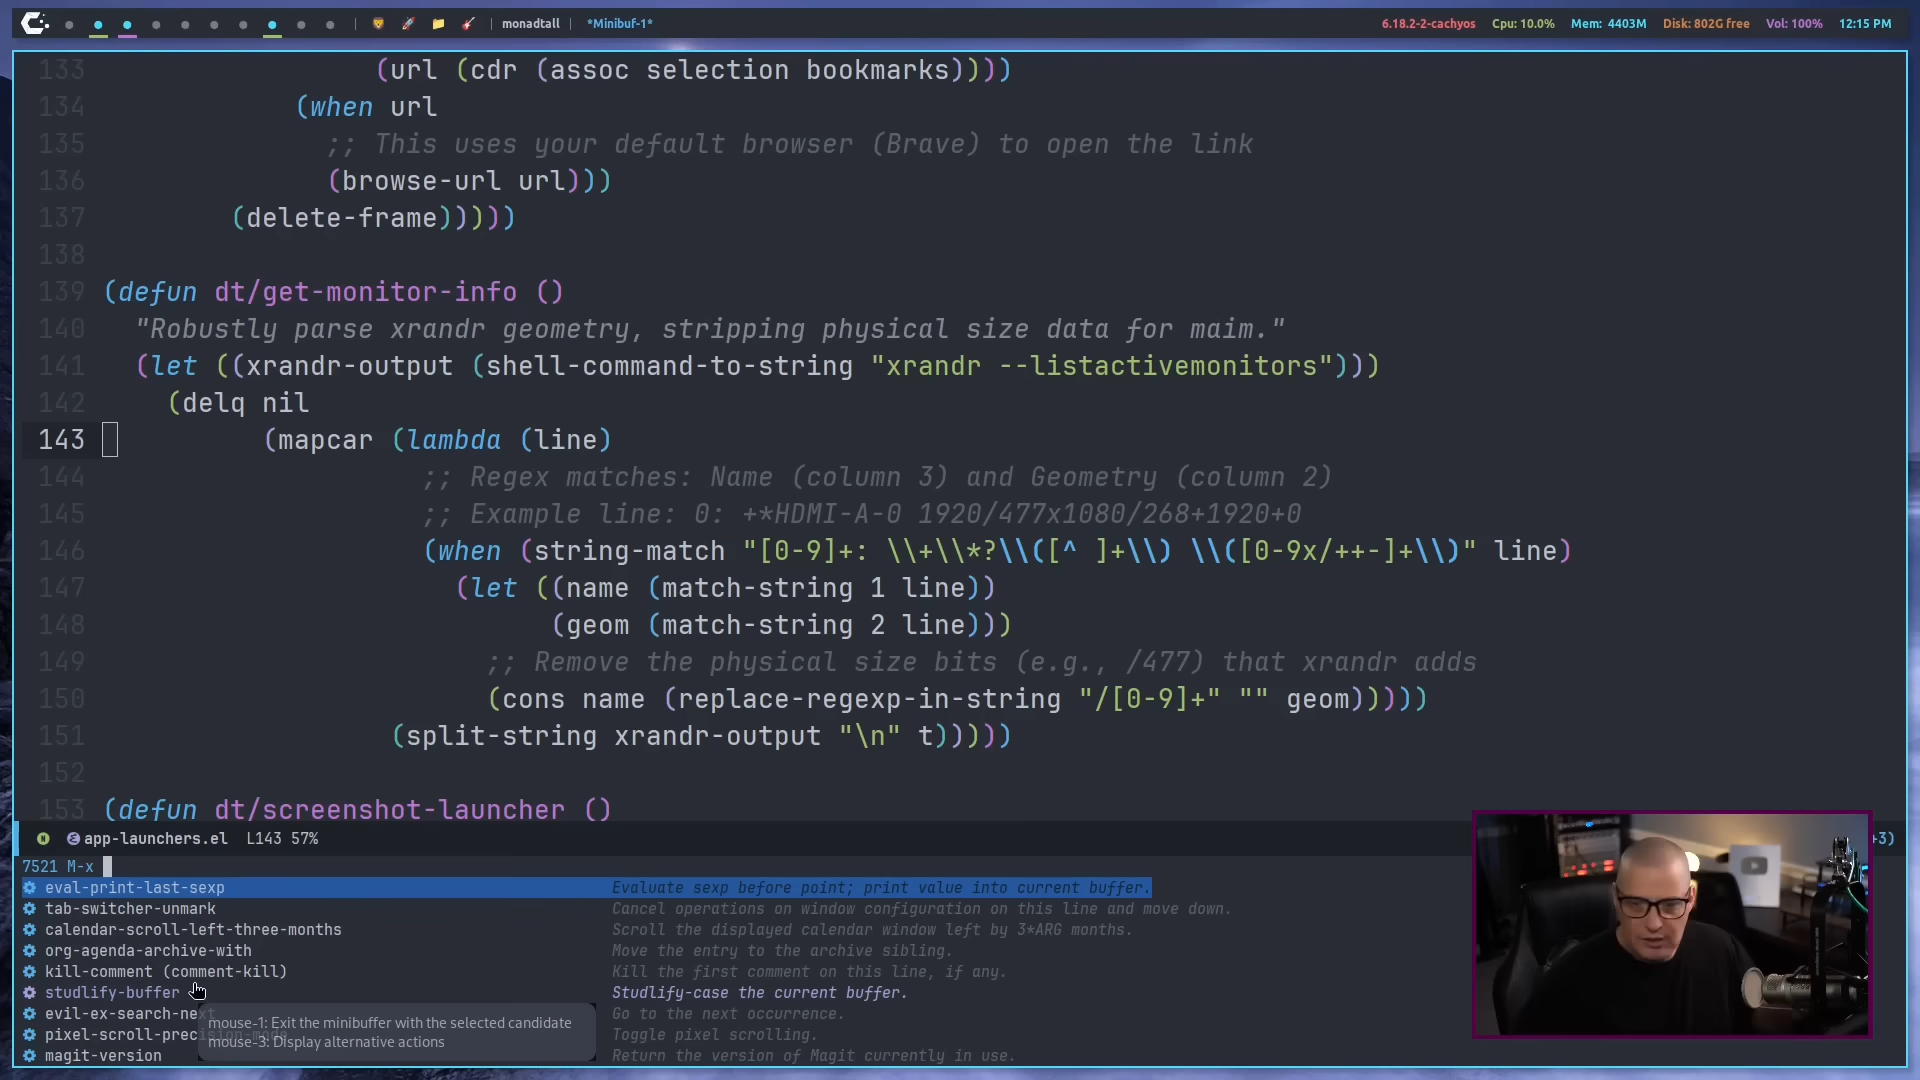 monadtall
*Minibuf-1*
6.18.2-2-cachyos
Cpu: 10.0%
Mem: 4403M
Disk: 802G free
Vol: 100%
12:15 PM
133 (url (cdr (assoc selection bookmarks))))
134 (when url
135 ;; This uses your default browser (Brave) to open the link
136 (browse-url url)))
137 (delete-frame)))))
138
139 (defun dt/get-monitor-info ()
140 "Robustly parse xrandr geometry, stripping physical size data for maim."
141 (let ((xrandr-output (shell-command-to-string "xrandr --listactivemonitors")))
142 (delq nil
143 (mapcar (lambda (line)
144 ;; Regex matches: Name (column 3) and Geometry (column 2)
145 ;; Example line: 0: +*HDMI-A-0 1920/477x1080/268+1920+0
146 (when (string-match "[0-9]+: \\+\\*?\\([^ ]+\\) \\([0-9x/++-]+\\)" line)
147 (let ((name (match-string 1 line))
148 (geom (match-string 2 line)))
149 ;; Remove the physical size bits (e.g., /477) that xrandr adds
150 (cons name (replace-regexp-in-string "/[0-9]+" "" geom)))))
151 (split-string xrandr-output "\n" t)))))
152
153 (defun dt/screenshot-launcher ()
N app-launchers.el L143 57%
+3)
7521 M-x
eval-print-last-sexp Evaluate sexp before point; print value into current buffer.
tab-switcher-unmark Cancel operations on window configuration on this line and move down.
calendar-scroll-left-three-months Scroll the displayed calendar window left by 3*ARG months.
org-agenda-archive-with Move the entry to the archive sibling.
kill-comment (comment-kill) Kill the first comment on this line, if any.
studlify-buffer Studlify-case the current buffer.
evil-ex-search-next Go to the next occurrence.
pixel-scroll-precision-mode Toggle pixel scrolling.
magit-version Return the version of Magit currently in use.
mouse-1: Exit the minibuffer with the selected candidate
mouse-3: Display alternative actions